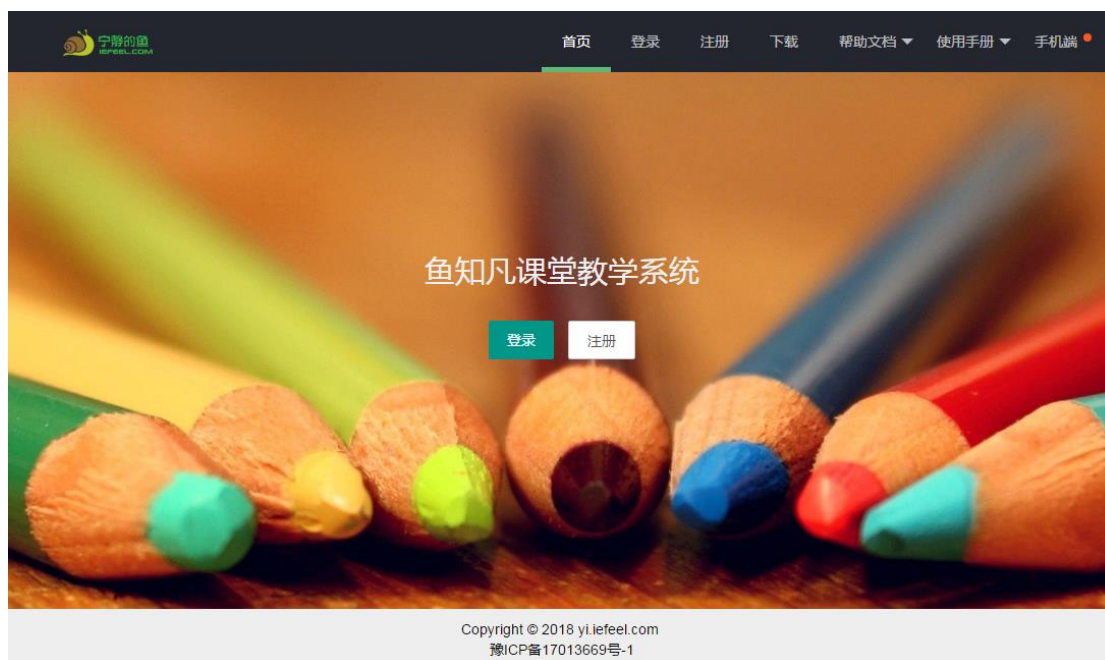 宁静的鱼
IEFEEL.COM
首页 登录 注册 下载 帮助文档 使用手册 手机端
鱼知凡课堂教学系统
登录 注册
Copyright © 2018 yi.iefeel.com
豫ICP备17013669号-1